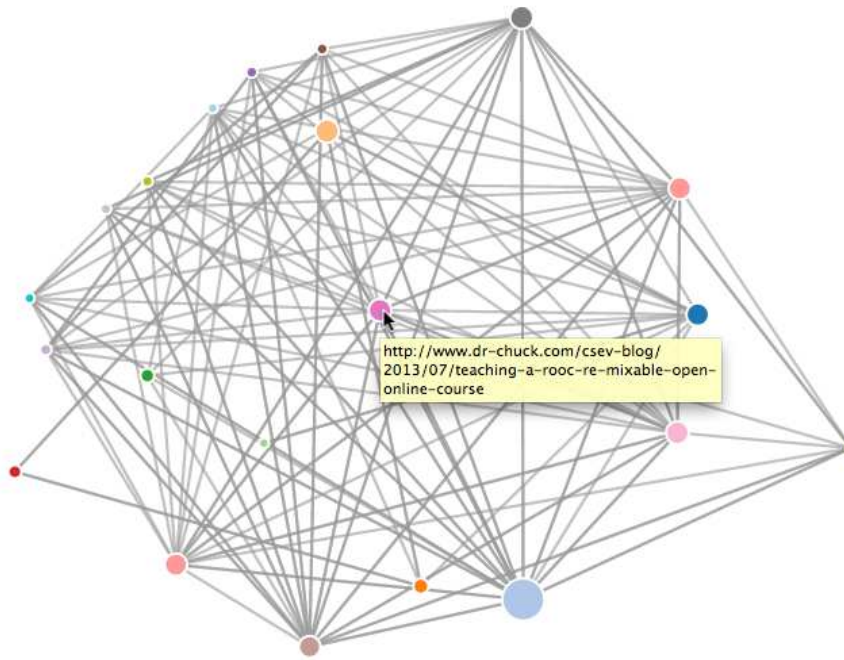 http://www.dr-chuck.com/csev-blog/
2013/07/teaching-a-rooc-re-mixable-open-
online-course